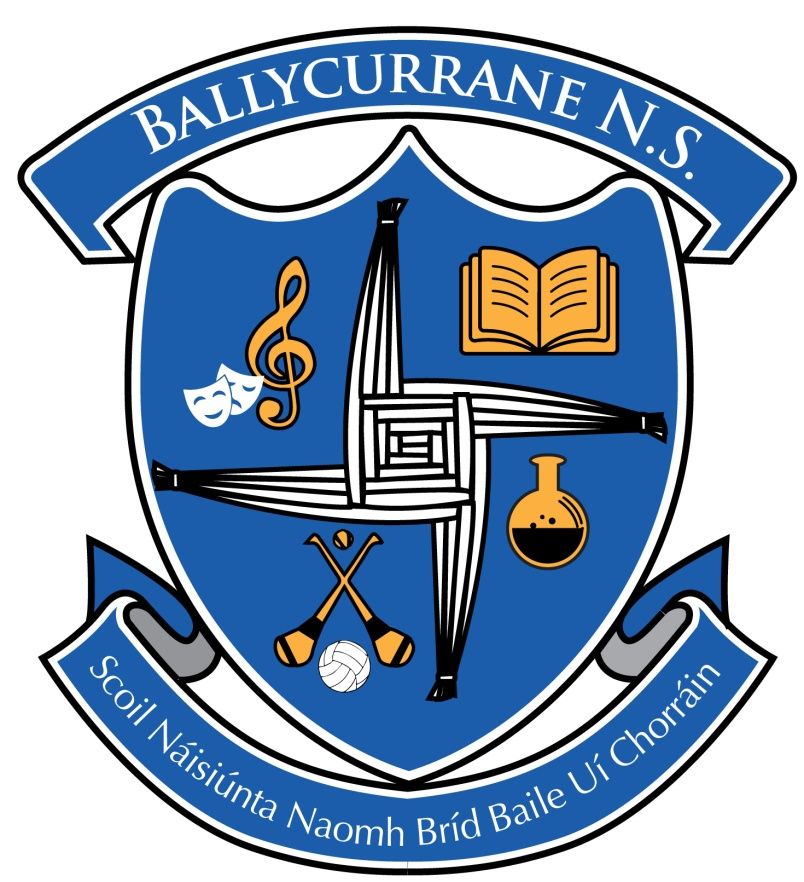 BALLYCURRANE N.S.
Scoil Náisiúnta Naomh Bríd Baile Uí Chorráin